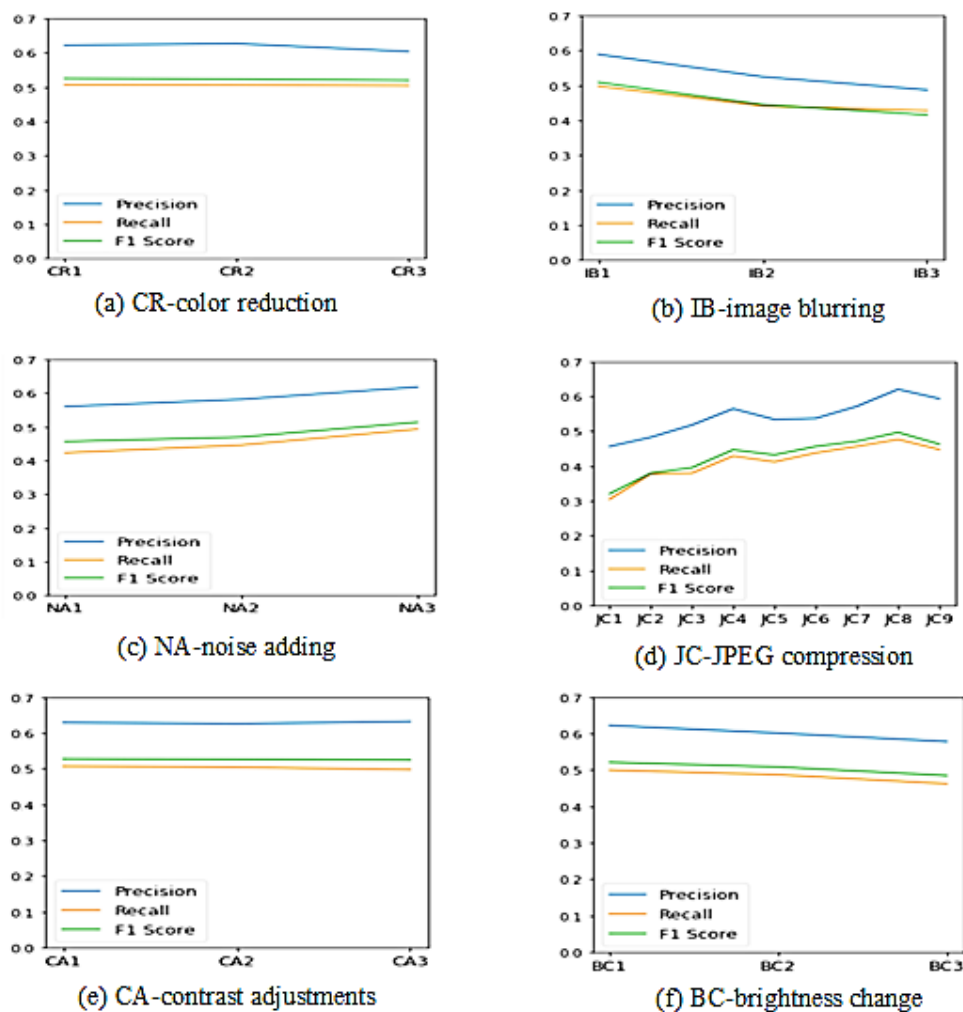 0.7
0.6
0.5
0.4
0.3
0.2
0.1
0.0
Precision
Recall
F1 Score
CR1 CR2 CR3
(a) CR-color reduction
0.7
0.6
0.5
0.4
0.3
0.2
0.1
0.0
Precision
Recall
F1 Score
IB1 IB2 IB3
(b) IB-image blurring
0.7
0.6
0.5
0.4
0.3
0.2
0.1
0.0
Precision
Recall
F1 Score
NA1 NA2 NA3
(c) NA-noise adding
0.7
0.6
0.5
0.4
0.3
0.2
0.1
0.0
Precision
Recall
F1 Score
JC1 JC2 JC3 JC4 JC5 JC6 JC7 JC8 JC9
(d) JC-JPEG compression
0.7
0.6
0.5
0.4
0.3
0.2
0.1
0.0
Precision
Recall
F1 Score
CA1 CA2 CA3
(e) CA-contrast adjustments
0.7
0.6
0.5
0.4
0.3
0.2
0.1
0.0
Precision
Recall
F1 Score
BC1 BC2 BC3
(f) BC-brightness change